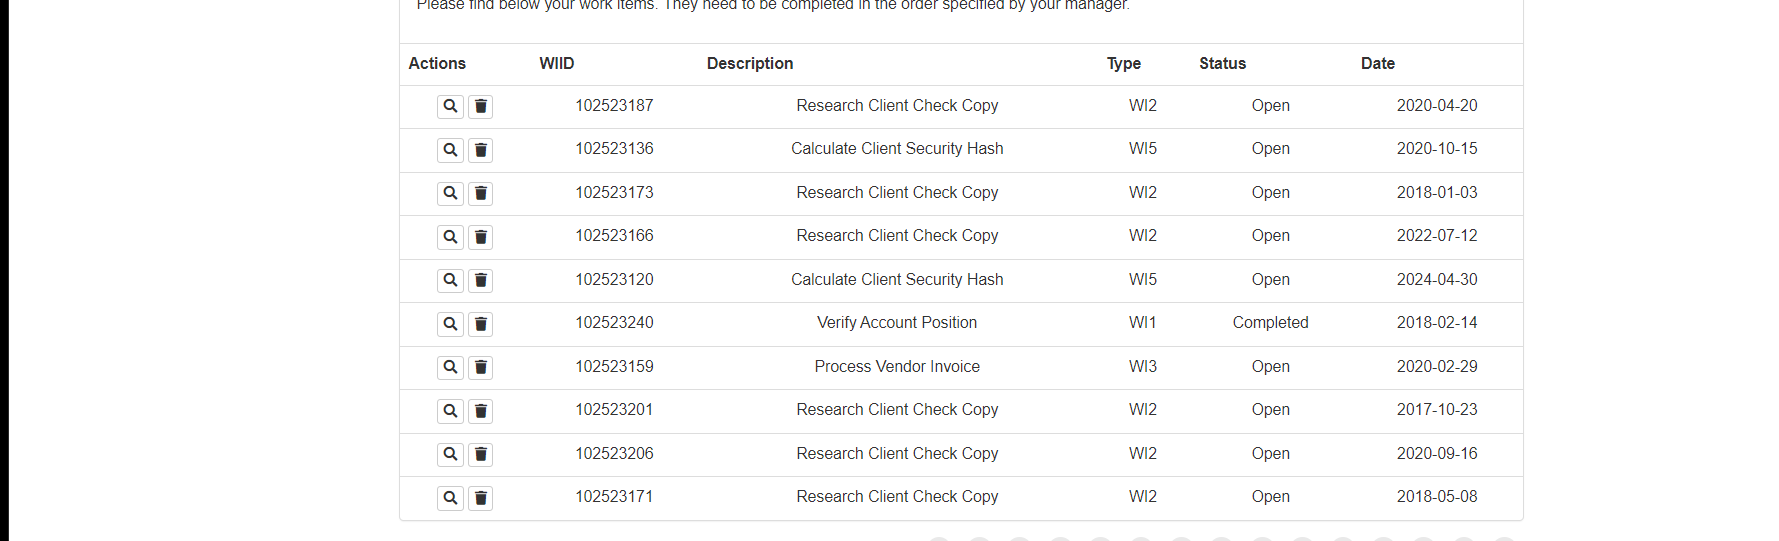 Please find below your work items. They need to be completed in the order specified by your manager.
Actions WIID Description Type Status Date
102523187 Research Client Check Copy WI2 Open 2020-04-20
102523136 Calculate Client Security Hash WI5 Open 2020-10-15
102523173 Research Client Check Copy WI2 Open 2018-01-03
102523166 Research Client Check Copy WI2 Open 2022-07-12
102523120 Calculate Client Security Hash WI5 Open 2024-04-30
102523240 Verify Account Position WI1 Completed 2018-02-14
102523159 Process Vendor Invoice WI3 Open 2020-02-29
102523201 Research Client Check Copy WI2 Open 2017-10-23
102523206 Research Client Check Copy WI2 Open 2020-09-16
102523171 Research Client Check Copy WI2 Open 2018-05-08